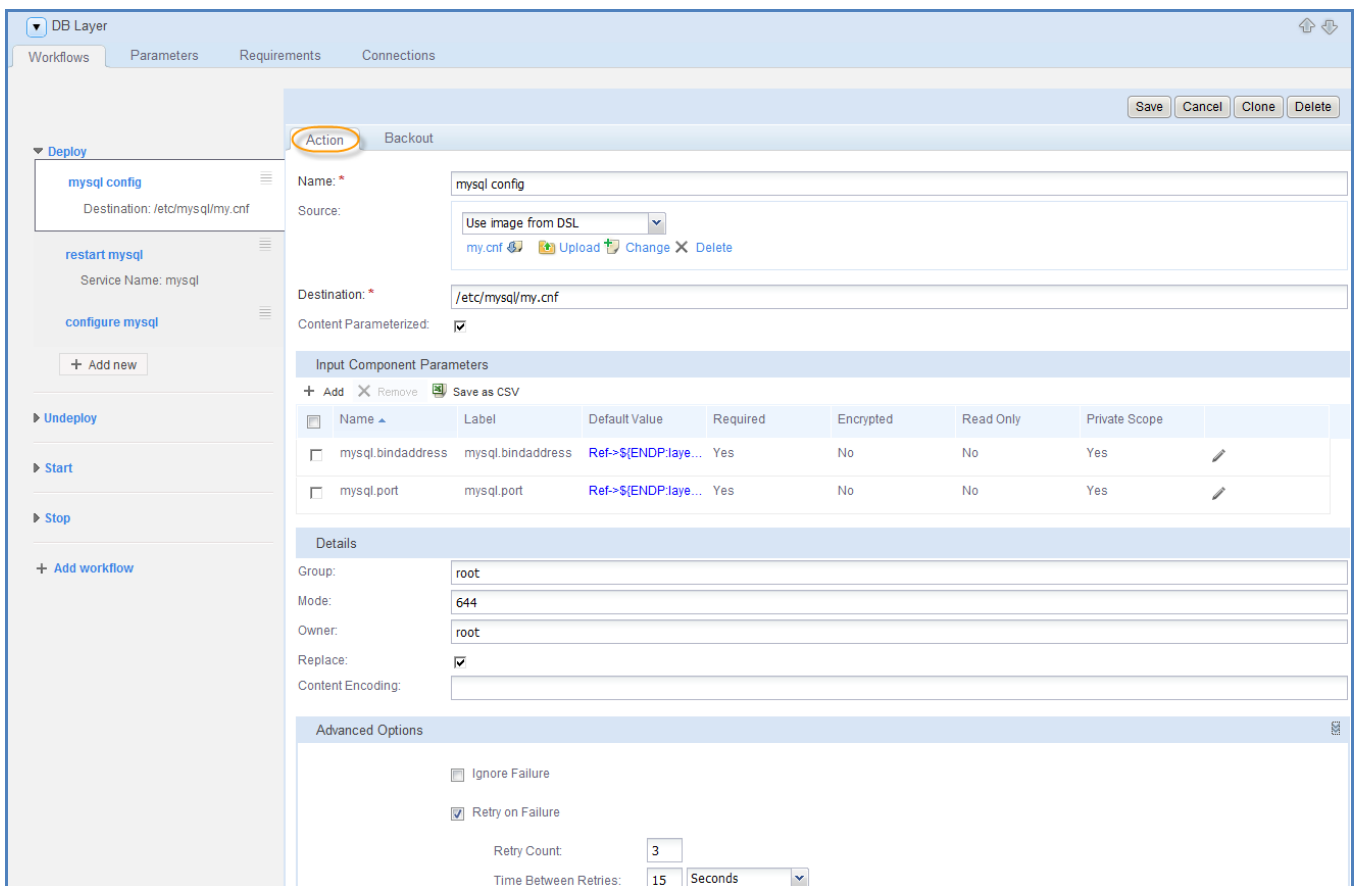 DB Layer
Workflows Parameters Requirements Connections
Save Cancel Clone Delete
Action Backout
Deploy
mysql config
Destination: /etc/mysql/my.cnf
restart mysql
Service Name: mysql
configure mysql
+ Add new
Undeploy
Start
Stop
+ Add workflow
Name: * mysql config
Source:
Use image from DSL
my.cnf Upload Change Delete
Destination: * /etc/mysql/my.cnf
Content Parameterized:
Input Component Parameters
+ Add Remove Save as CSV
Name Label Default Value Required Encrypted Read Only Private Scope
mysql.bindaddress mysql.bindaddress Ref->${ENDP:laye... Yes No No Yes
mysql.port mysql.port Ref->${ENDP:laye... Yes No No Yes
Details
Group: root
Mode: 644
Owner: root
Replace:
Content Encoding:
Advanced Options
Ignore Failure
Retry on Failure
Retry Count: 3
Time Between Retries: 15 Seconds